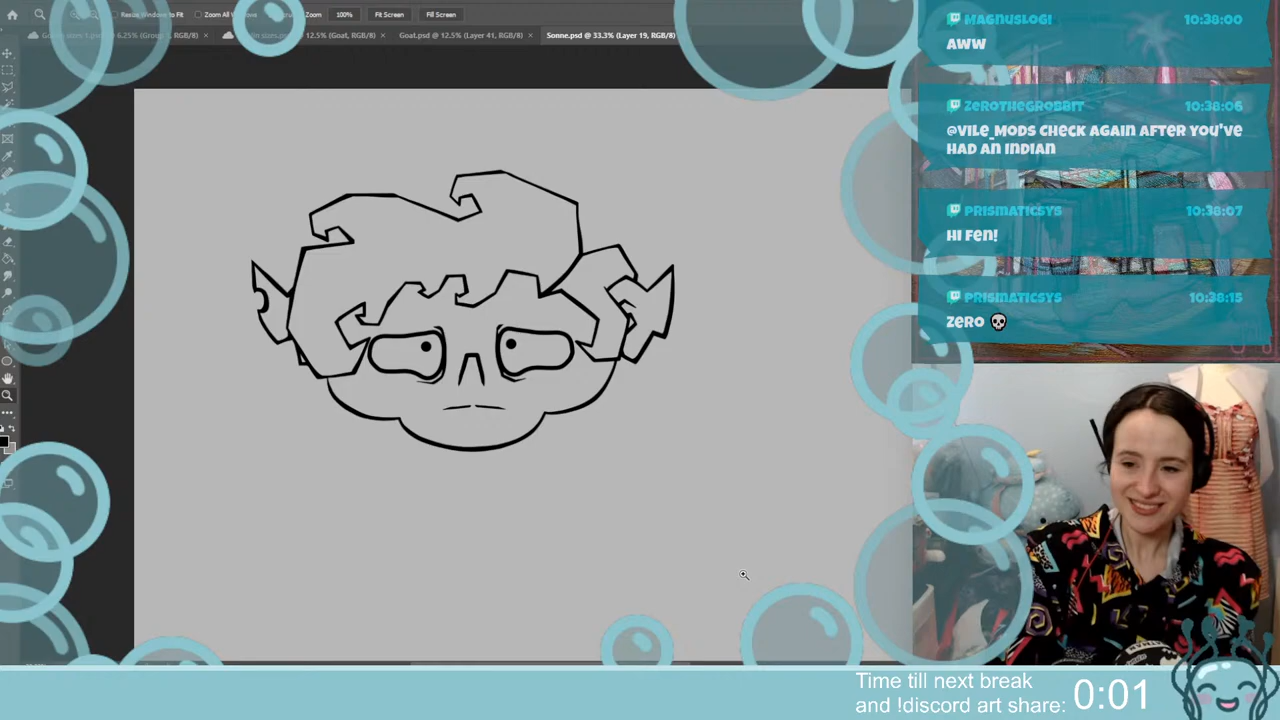 Resize Windows to Fit
Zoom All Windows
Zoom
100%
Fit Screen
Fill Screen
Goat.psd @ 12.5% (Layer 41, RGB/8)
Sonne.psd @ 33.3% (Layer 19, RGB/8)
MagnusLogi 10:38:00
AWW
ZeroTheGrobbit 10:38:06
@Vile_Mods check again after you've
had an indian
PrismaticSys 10:38:07
Hi Fen!
PrismaticSys 10:38:15
Zero
Time till next break
and !discord art share: 0:01